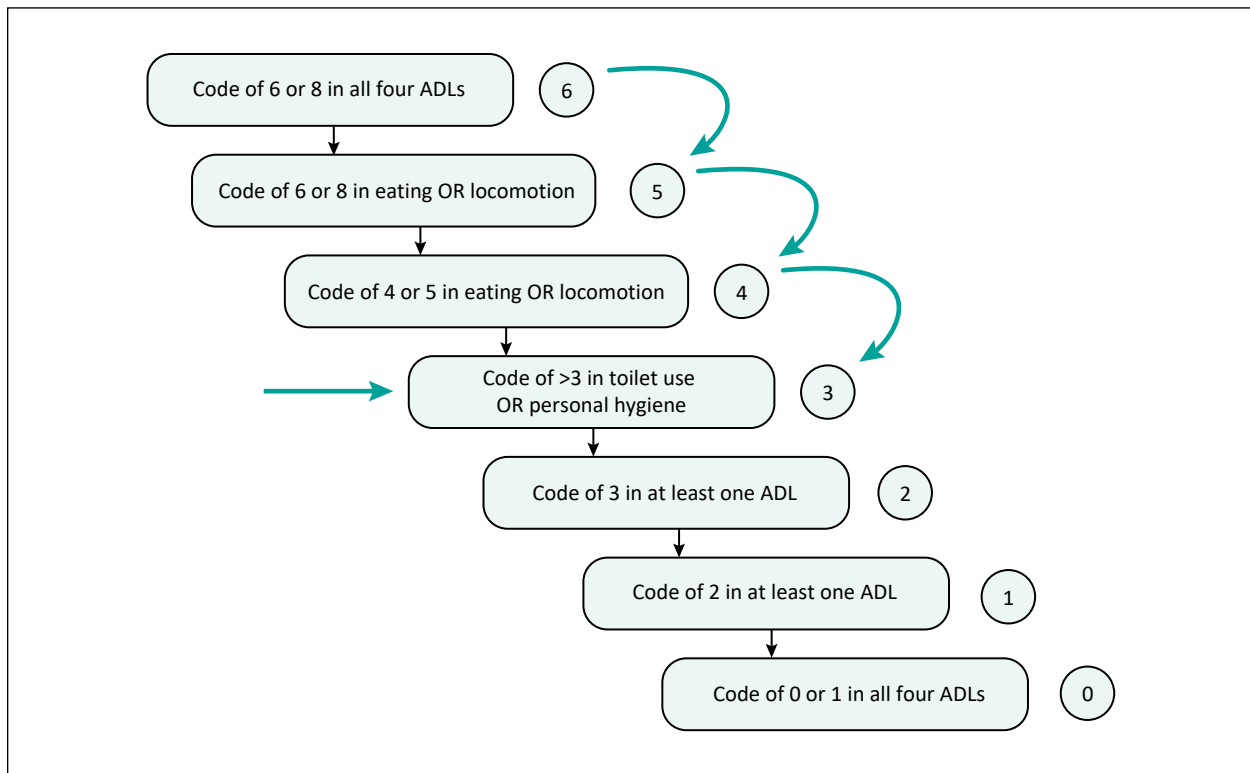 Code of 6 or 8 in all four ADLs
6
Code of 6 or 8 in eating OR locomotion
5
Code of 4 or 5 in eating OR locomotion
4
Code of >3 in toilet use
OR personal hygiene
3
Code of 3 in at least one ADL
2
Code of 2 in at least one ADL
1
Code of 0 or 1 in all four ADLs
0